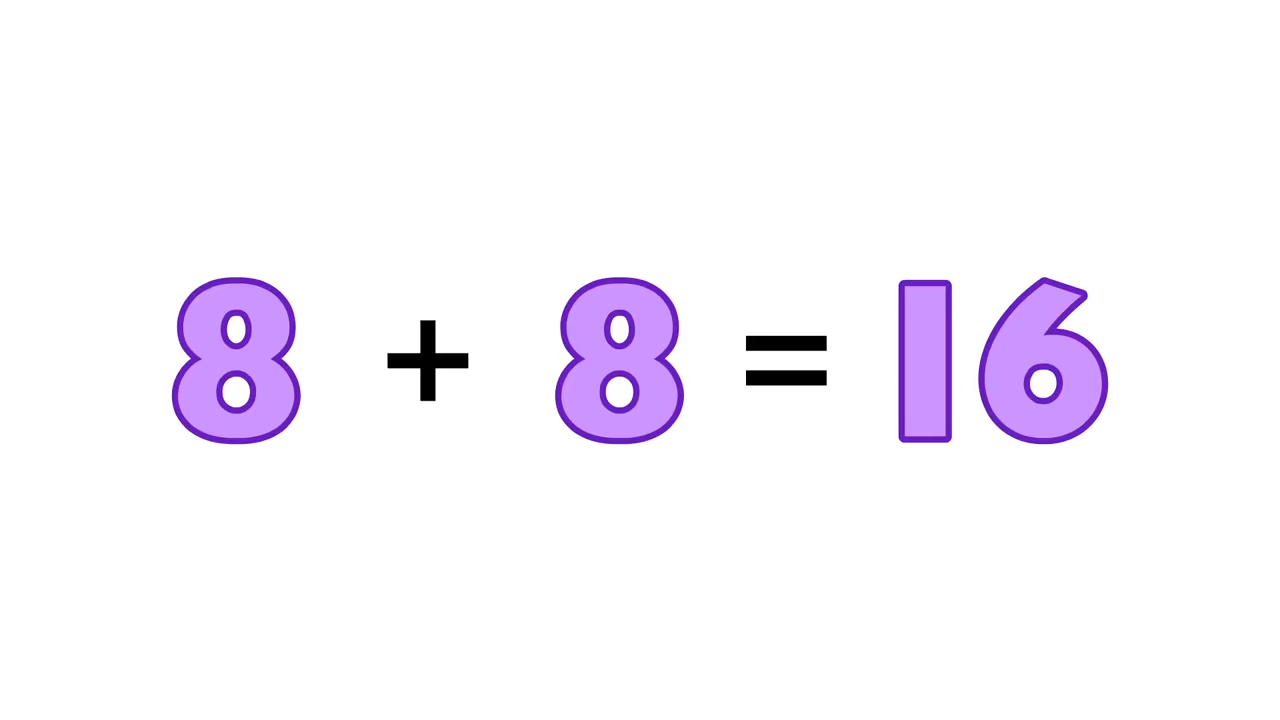 8 + 8 = 16